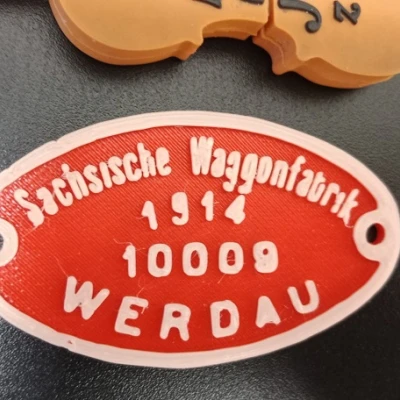 Sachsische Waggonfabrik
1914
10009
WERDAU